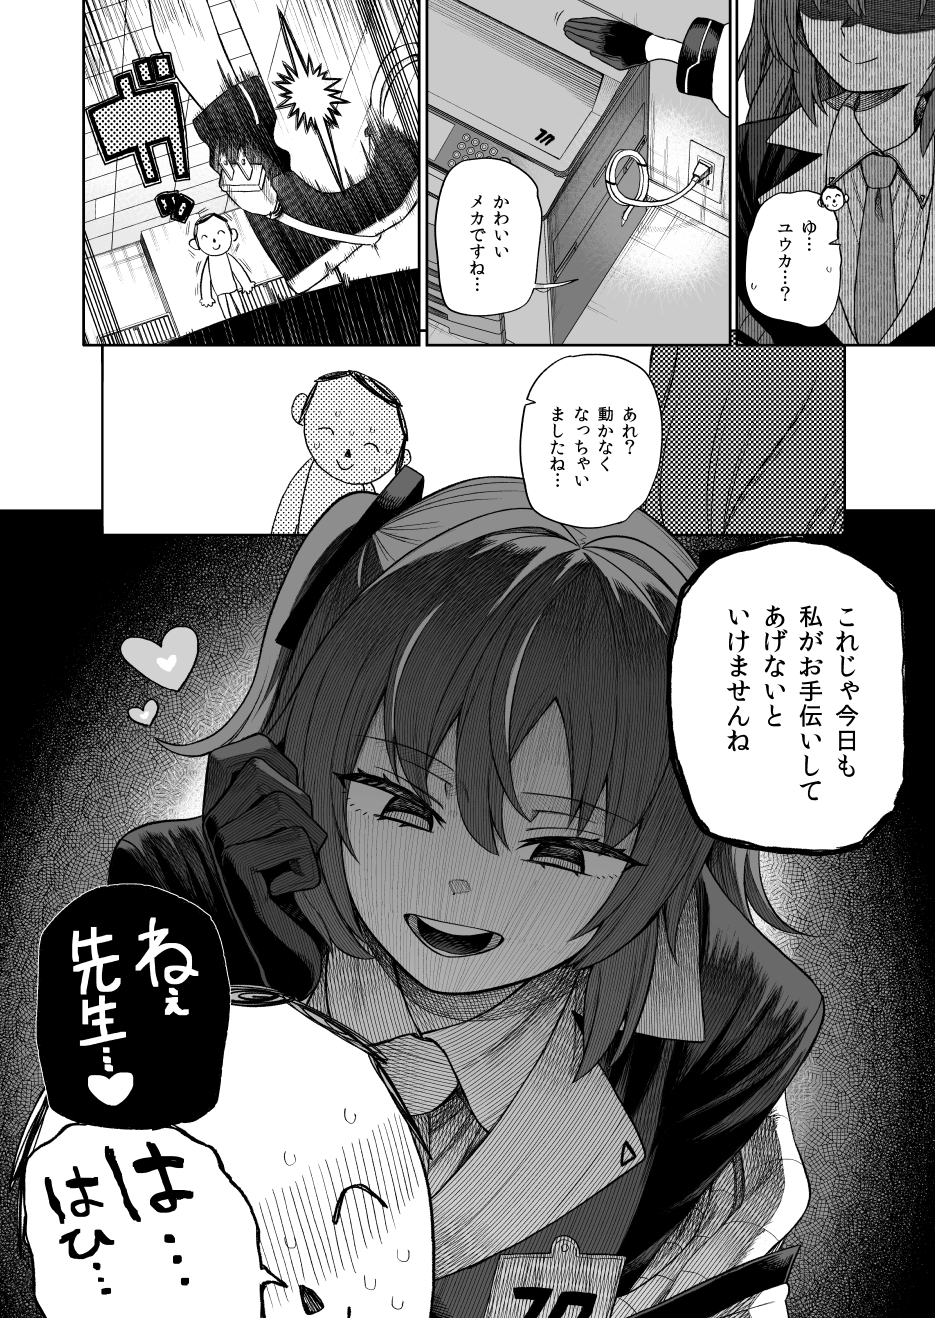 ゆ…
ユウカ…？
かわいい
メカですね…
ガッ
あれ？
動かなく
なっちゃい
ましたね…
これじゃ今日も
私がお手伝いして
あげないと
いけませんね
ねぇ
先生…♥
は…
はひ…